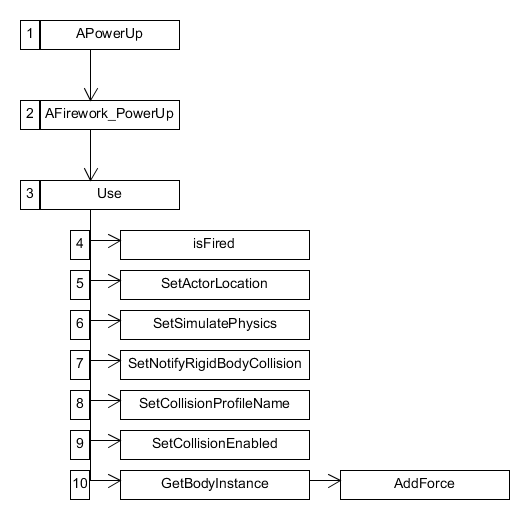 1 APowerUp
2 AFirework_PowerUp
3 Use
4 isFired
5 SetActorLocation
6 SetSimulatePhysics
7 SetNotifyRigidBodyCollision
8 SetCollisionProfileName
9 SetCollisionEnabled
10 GetBodyInstance AddForce